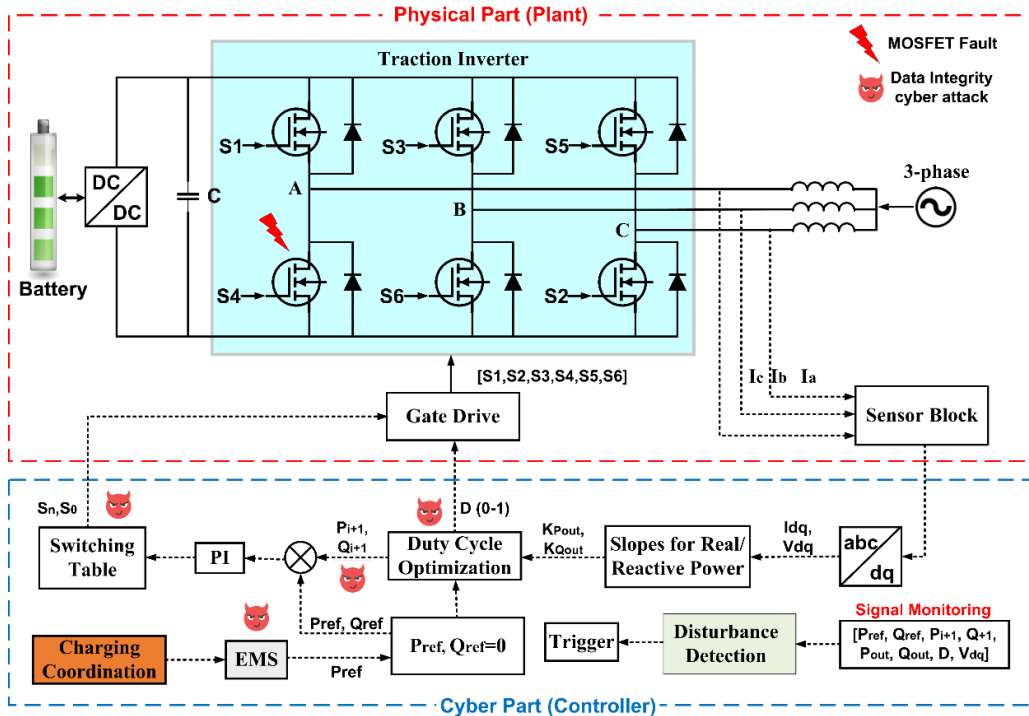 Physical Part (Plant)
Traction Inverter
MOSFET Fault
Data Integrity
cyber attack
S1
S3
S5
DC
DC
C
A
B
C
3-phase
Battery
S4
S6
S2
[S1,S2,S3,S4,S5,S6]
Ic Ib Ia
Gate Drive
Sensor Block
Sn,S0
D (0-1)
Pi+1,
Qi+1
KPout,
KQout
Idq,
Vdq
Switching
Table
PI
Duty Cycle
Optimization
Slopes for Real/
Reactive Power
abc
dq
Pref, Qref
Signal Monitoring
Charging
Coordination
EMS
Pref
Pref, Qref=0
Trigger
Disturbance
Detection
[Pref, Qref, Pi+1, Q+1,
Pout, Qout, D, Vdq]
Cyber Part (Controller)